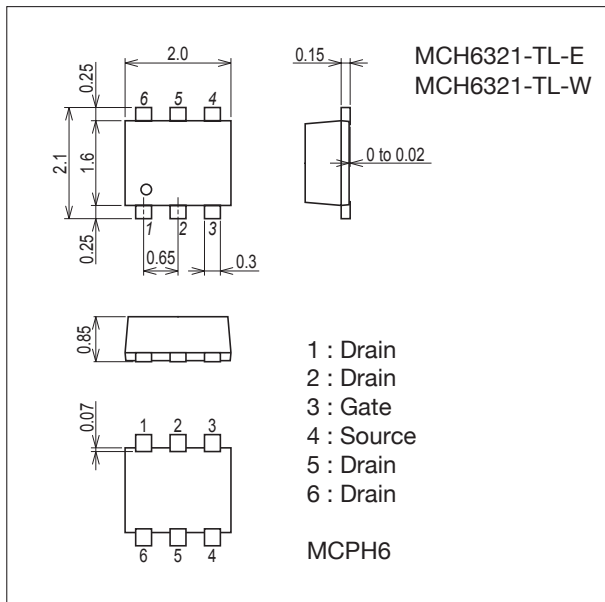 2.0
0.15
MCH6321-TL-E
MCH6321-TL-W
0.25
6 5 4
2.1
1.6
0 to 0.02
1 2 3
0.25
0.65
0.3
0.85
1 : Drain
2 : Drain
3 : Gate
4 : Source
5 : Drain
6 : Drain
0.07
1 2 3
6 5 4
MCPH6